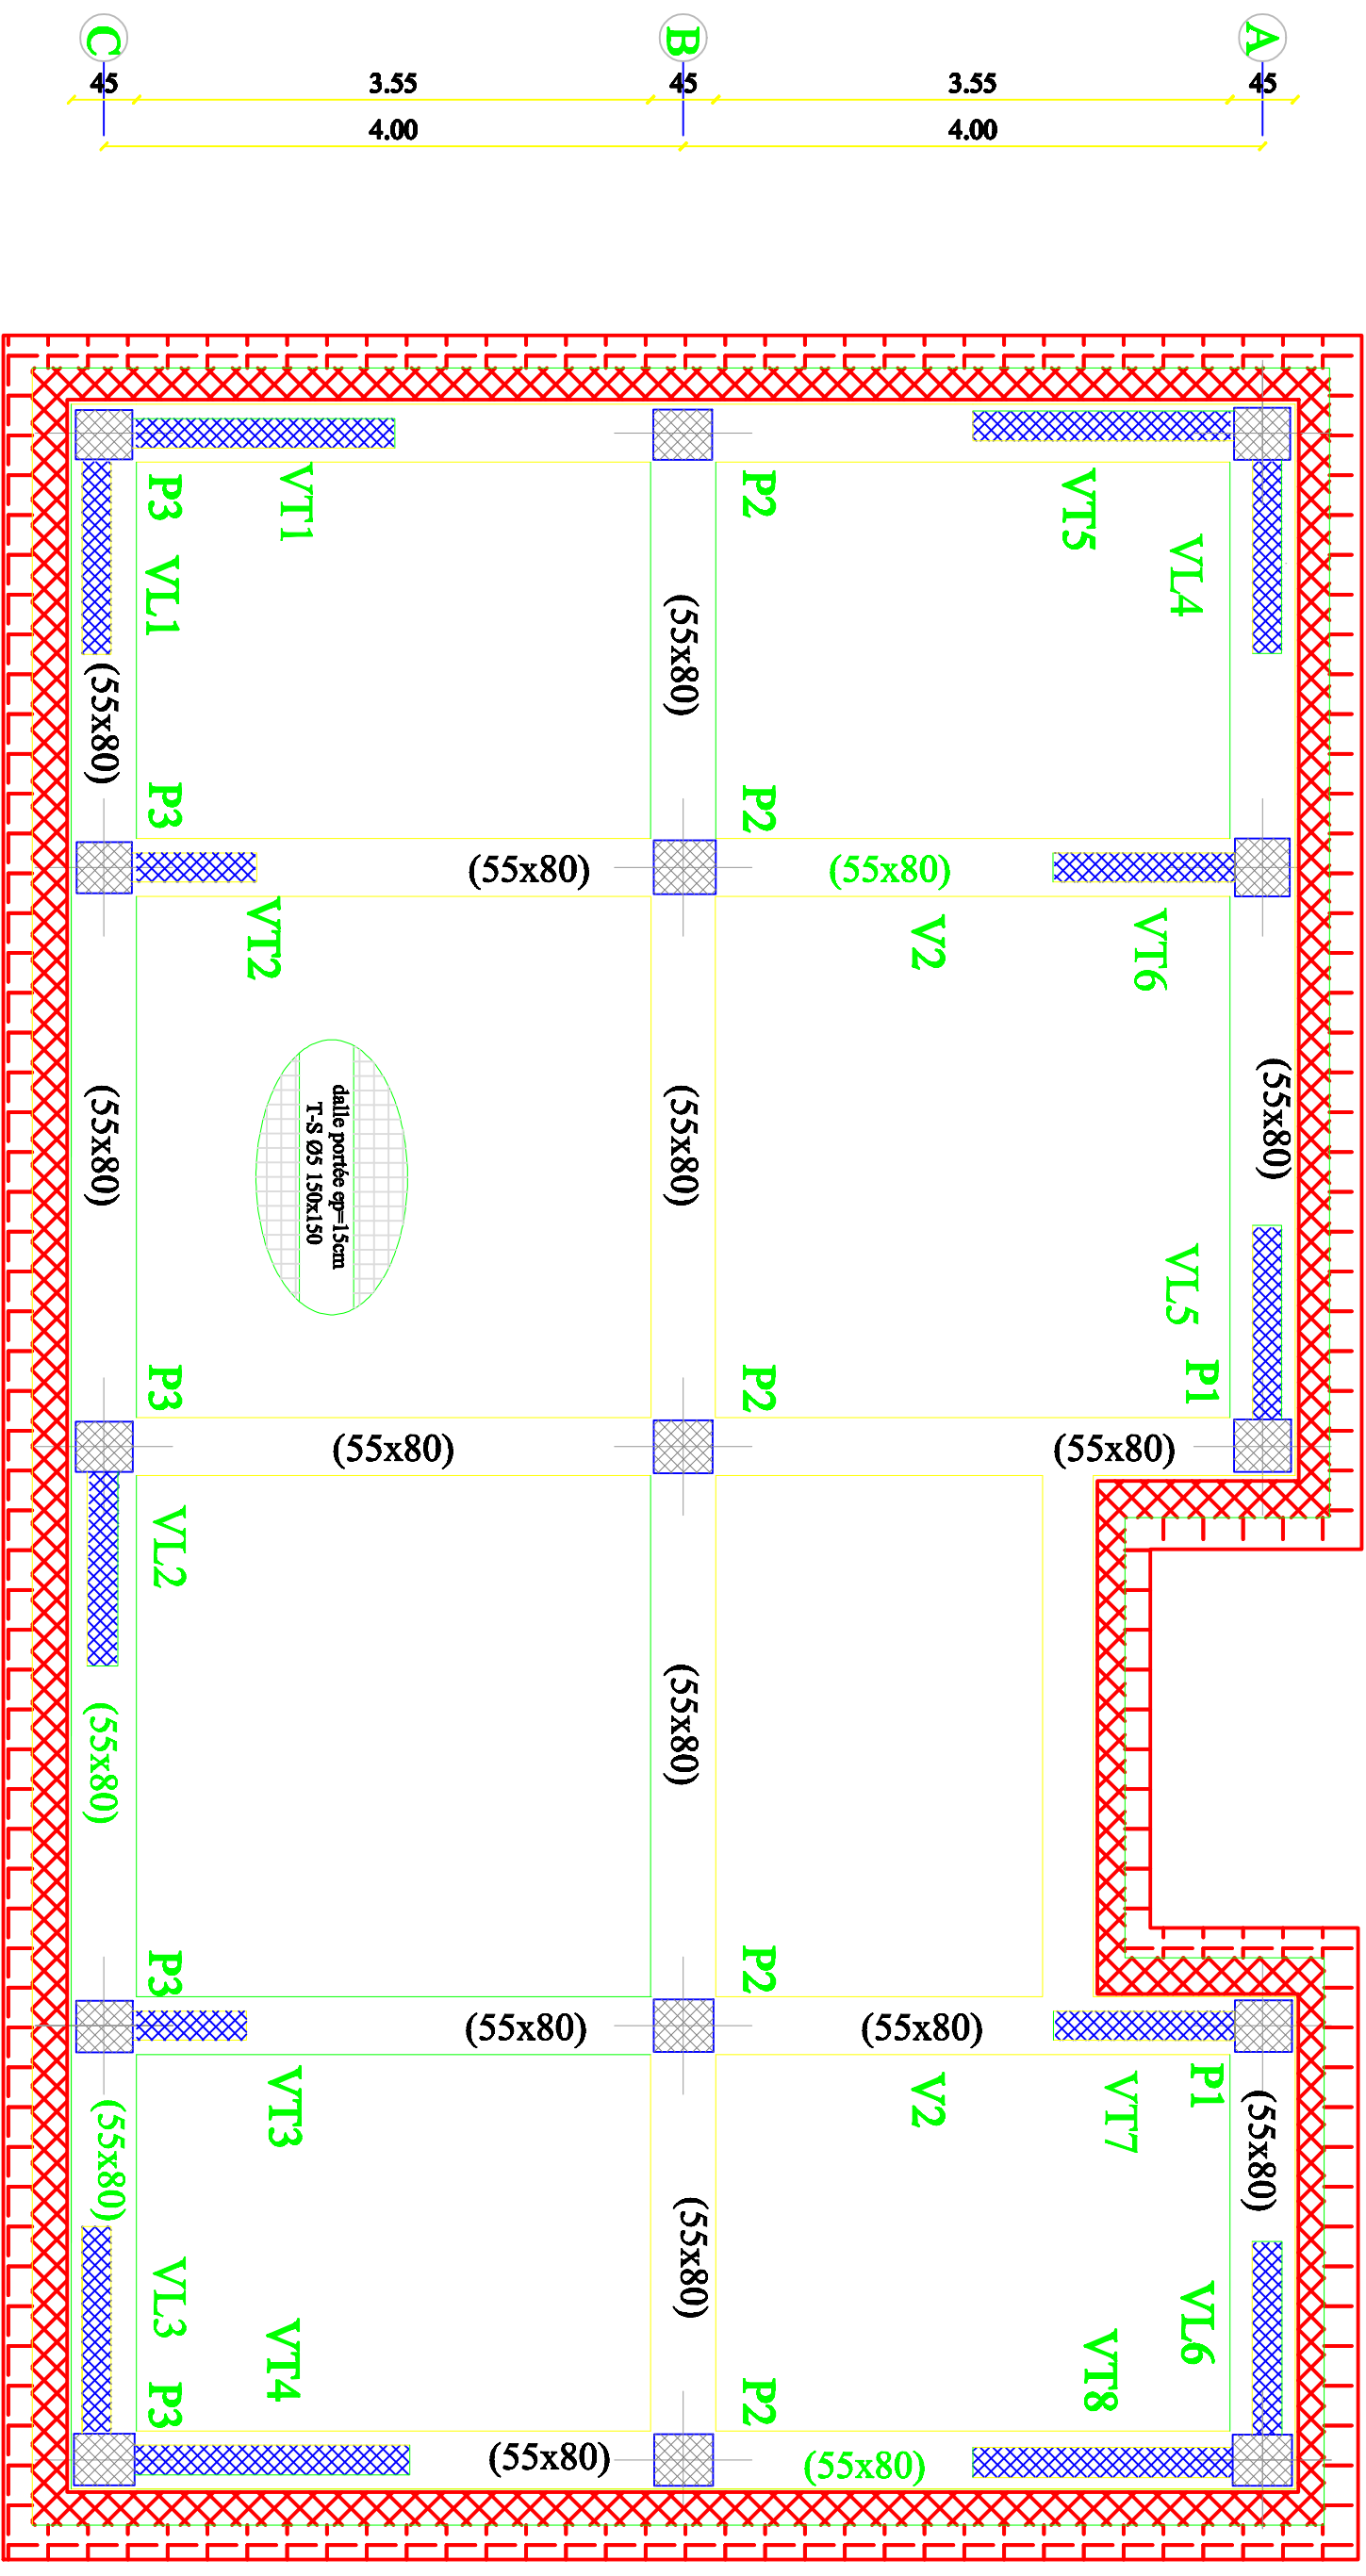 C
B
A
45
3.55
45
3.55
45
4.00
4.00
P3
VT1
P2
VT5
VL4
VL1
(55x80)
(55x80)
P3
P2
(55x80)
(55x80)
VT2
V2
VT6
(55x80)
(55x80)
(55x80)
dalle portée ep=15cm
T-S Ø5 150x150
VL5
P3
P2
P1
(55x80)
(55x80)
VL2
(55x80)
(55x80)
P3
P2
(55x80)
(55x80)
VT3
V2
VT7
P1
(55x80)
(55x80)
(55x80)
VL3
VT4
VT8
VL6
P3
P2
(55x80)
(55x80)